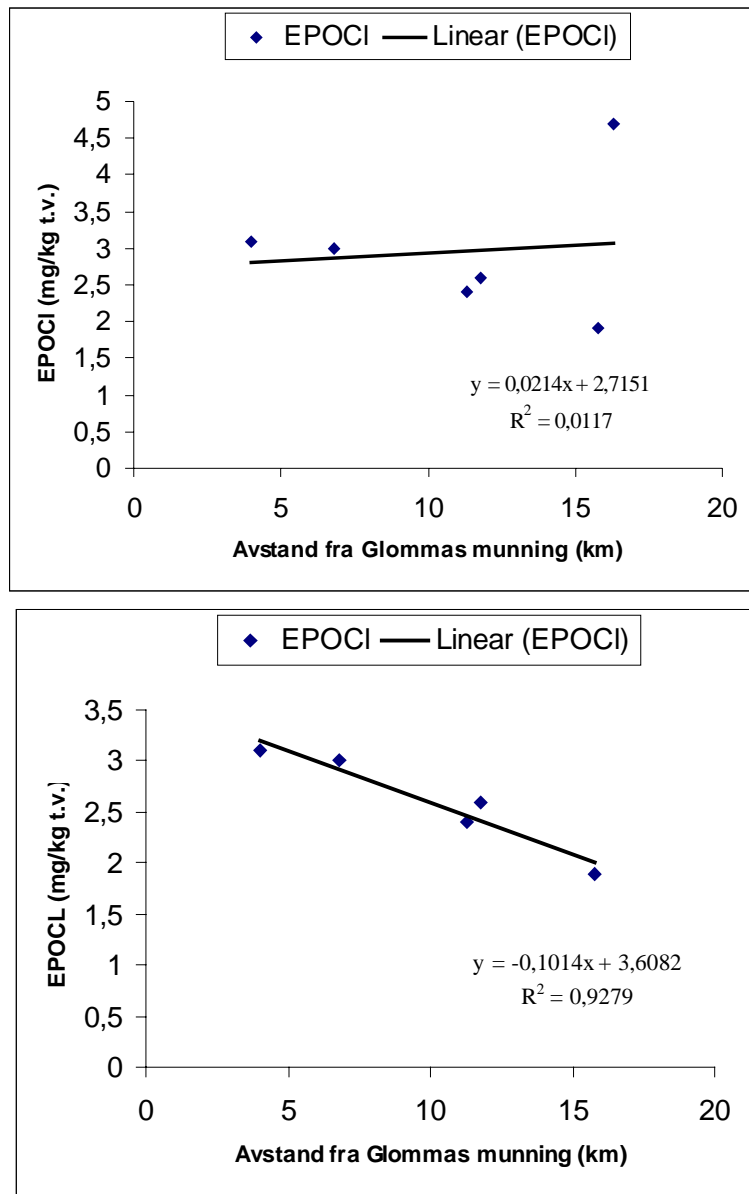 EPOCl Linear (EPOCl)
5
4,5
4
3,5
3
2,5
2
1,5
1
0,5
0
EPOCl (mg/kg t.v.)
y = 0,0214x + 2,7151
R² = 0,0117
0 5 10 15 20
Avstand fra Glommas munning (km)
EPOCl Linear (EPOCl)
3,5
3
2,5
2
1,5
1
0,5
0
EPOCL (mg/kg t.v.)
y = -0,1014x + 3,6082
R² = 0,9279
0 5 10 15 20
Avstand fra Glommas munning (km)